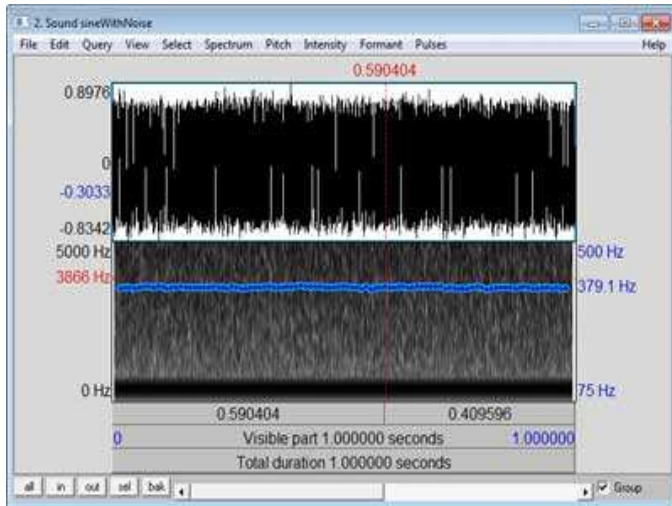 2. Sound sineWithNoise
File Edit Query View Select Spectrum Pitch Intensity Formant Pulses Help
0.590404
0.8976
0
-0.3033
-0.8342
5000 Hz 500 Hz
3866 Hz 379.1 Hz
0 Hz 75 Hz
0.590404 0.409596
0 Visible part 1.000000 seconds 1.000000
Total duration 1.000000 seconds
all in out sel bak Group